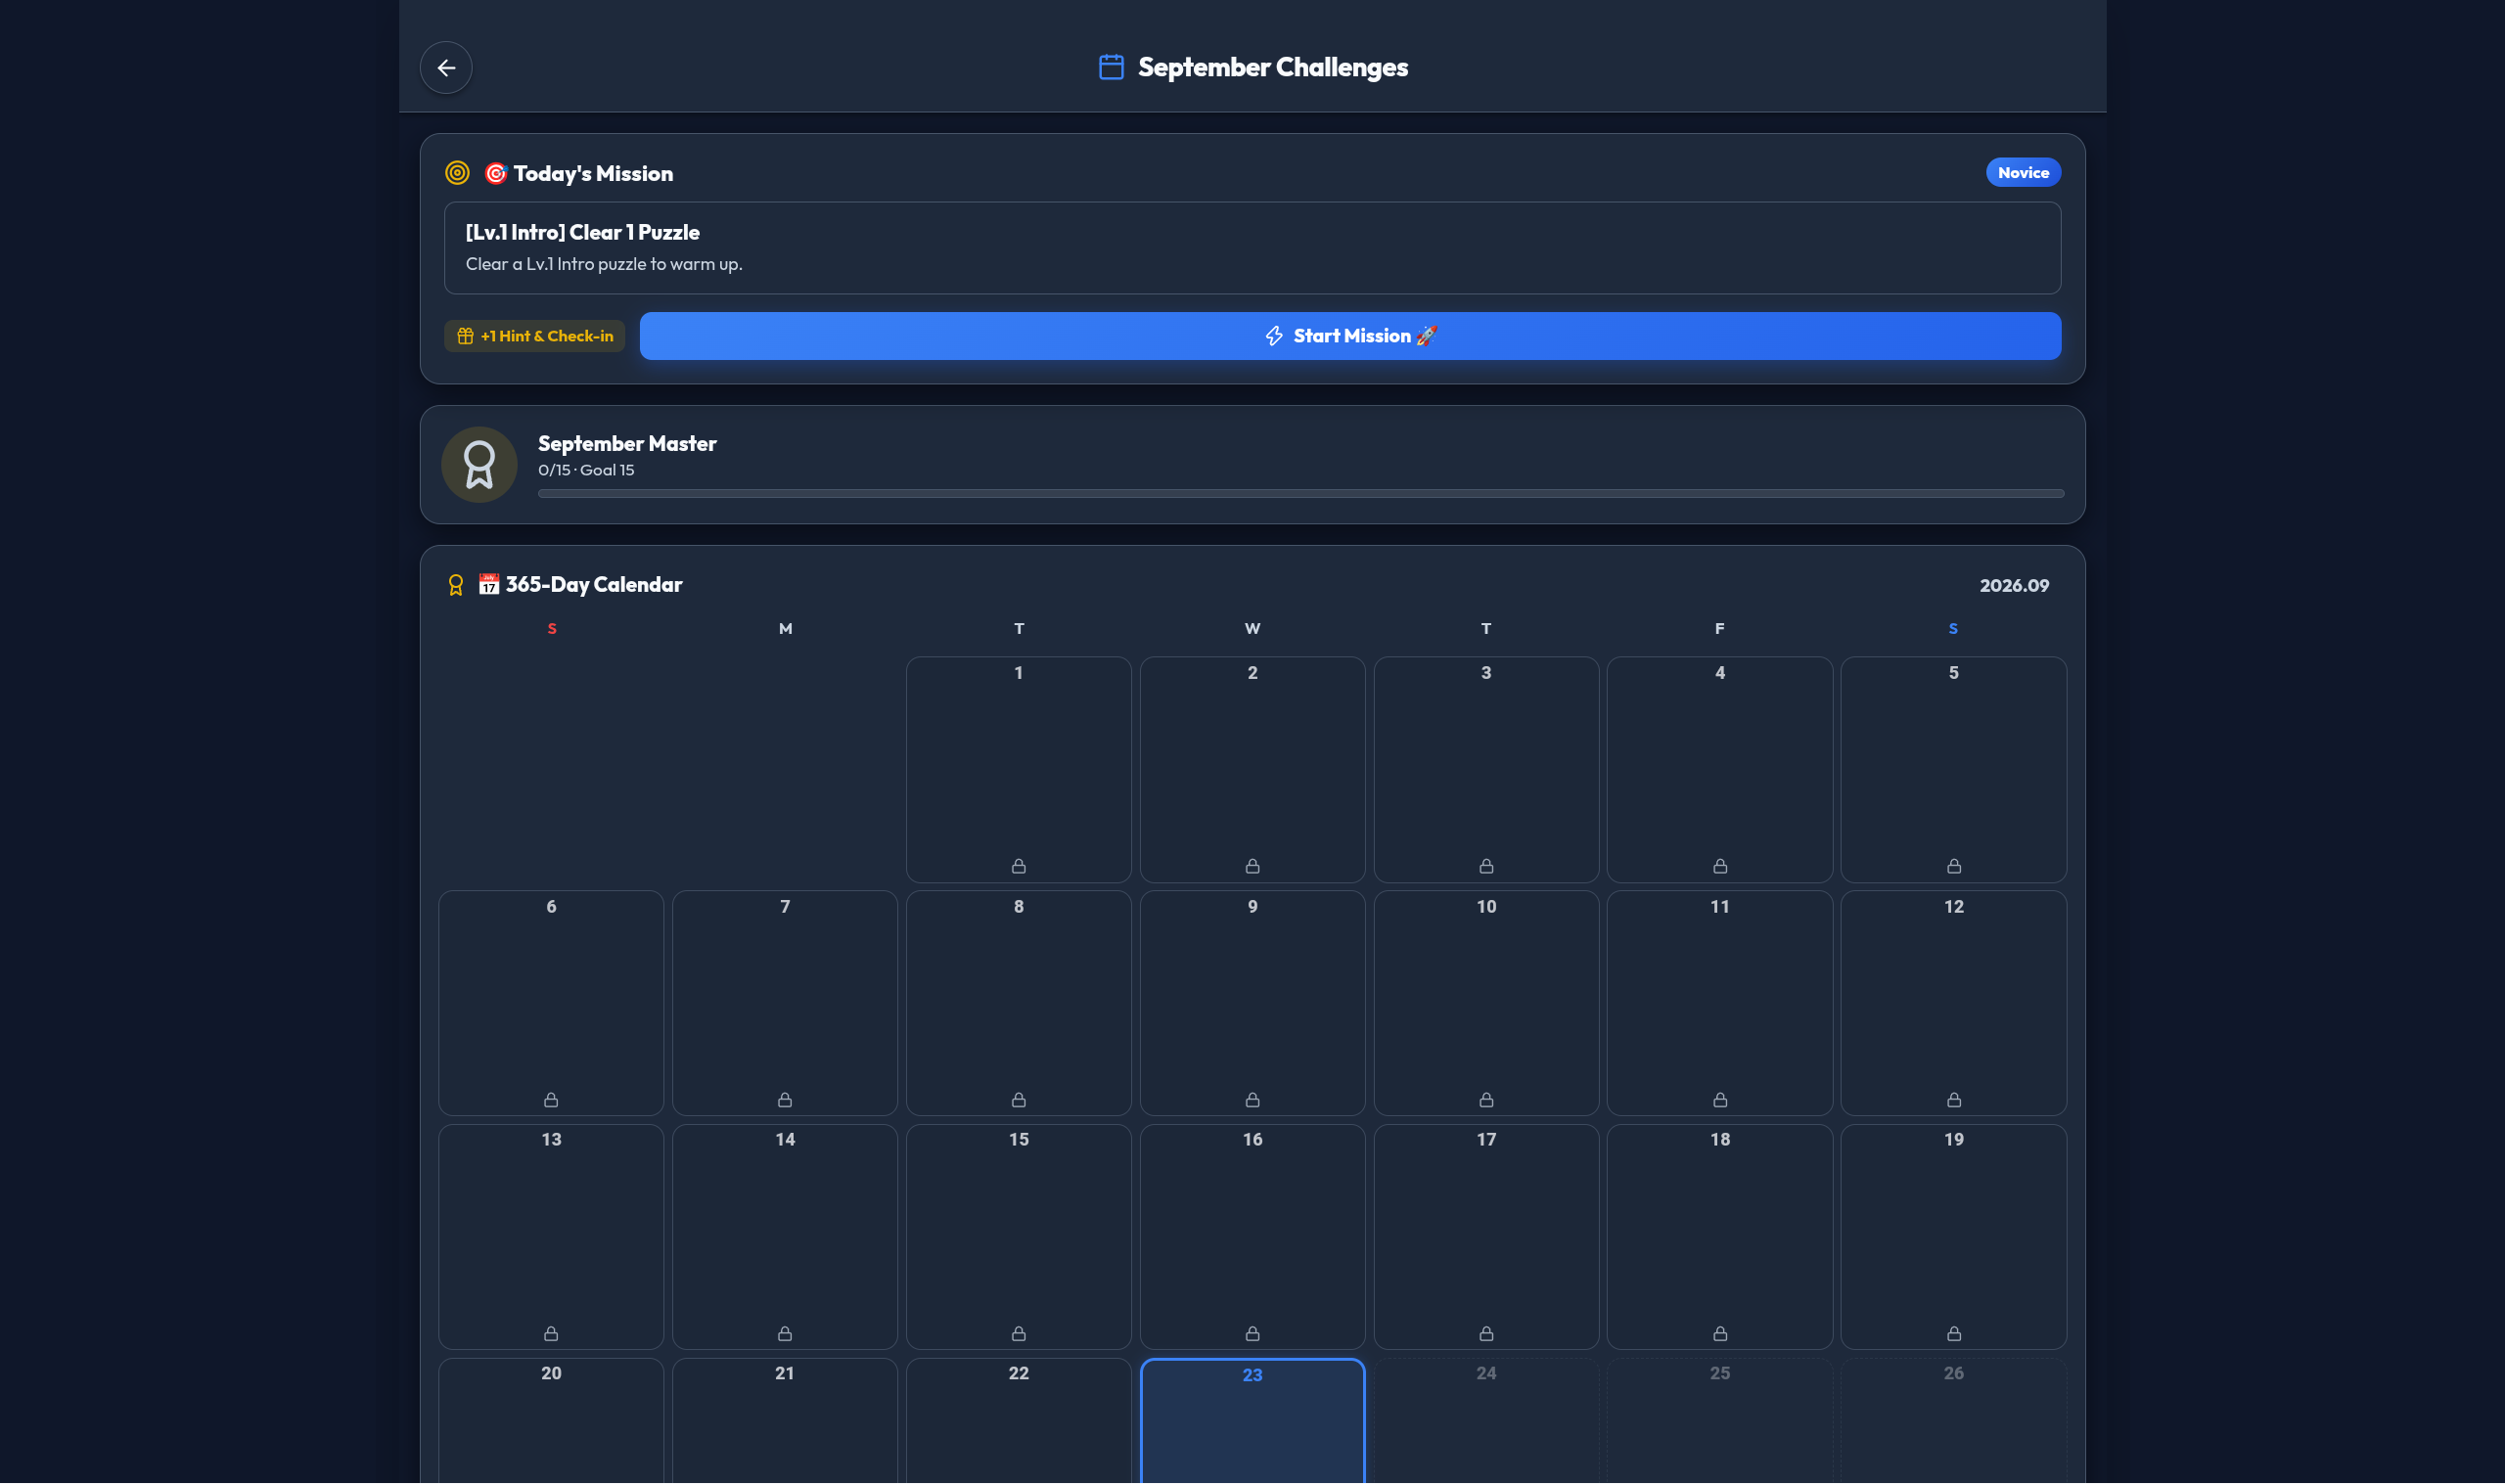 September Challenges
🎯 Today's Mission
Novice
[Lv.1 Intro] Clear 1 Puzzle
Clear a Lv.1 Intro puzzle to warm up.
+1 Hint & Check-in
Start Mission 🚀
September Master
0/15 · Goal 15
📅 365-Day Calendar
2026.09
S M T W T F S
1 2 3 4 5
6 7 8 9 10 11 12
13 14 15 16 17 18 19
20 21 22 23 24 25 26